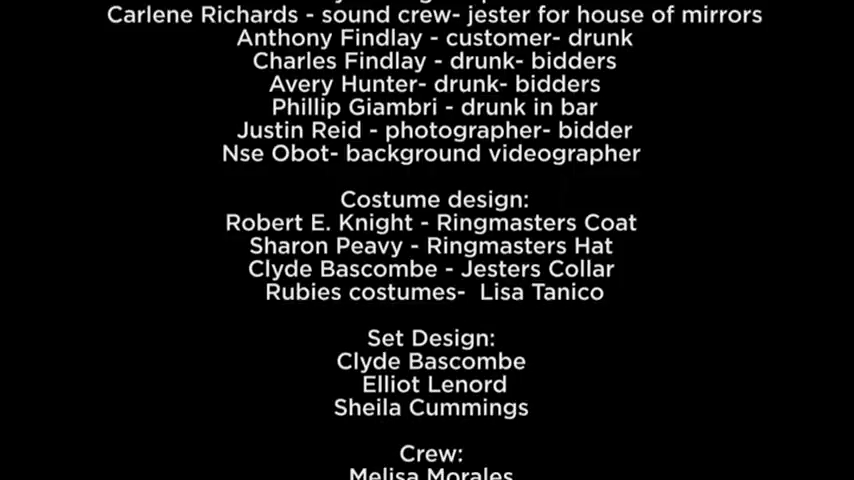 Carlene Richards - sound crew- jester for house of mirrors
Anthony Findlay - customer- drunk
Charles Findlay - drunk- bidders
Avery Hunter- drunk- bidders
Phillip Giambri - drunk in bar
Justin Reid - photographer- bidder
Nse Obot- background videographer
Costume design:
Robert E. Knight - Ringmasters Coat
Sharon Peavy - Ringmasters Hat
Clyde Bascombe - Jesters Collar
Rubies costumes-  Lisa Tanico
Set Design:
Clyde Bascombe
Elliot Lenord
Sheila Cummings
Crew:
Melisa Morales